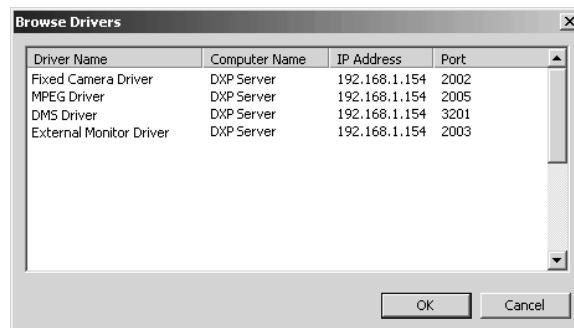 Browse Drivers
Driver Name Computer Name IP Address Port
Fixed Camera Driver DXP Server 192.168.1.154 2002
MPEG Driver DXP Server 192.168.1.154 2005
DMS Driver DXP Server 192.168.1.154 3201
External Monitor Driver DXP Server 192.168.1.154 2003
OK Cancel